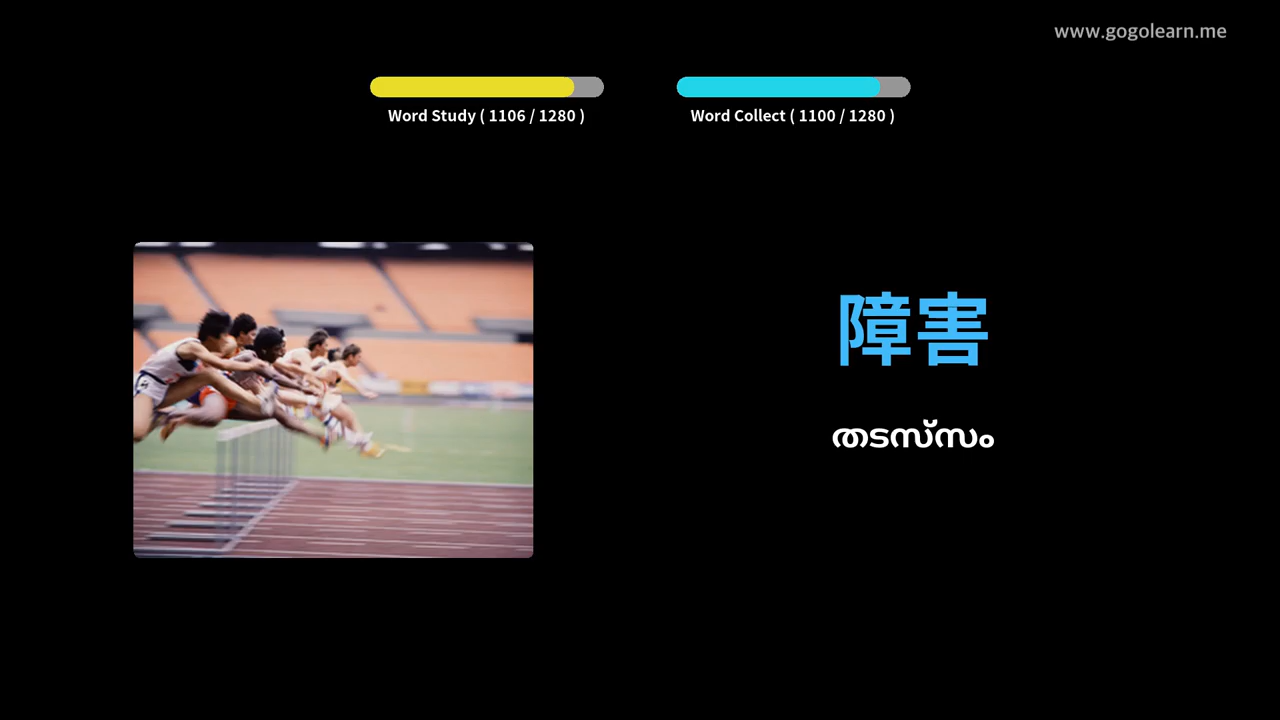 www.gogolearn.me
Word Study ( 1106 / 1280 )
Word Collect ( 1100 / 1280 )
障害
തടസ്സം